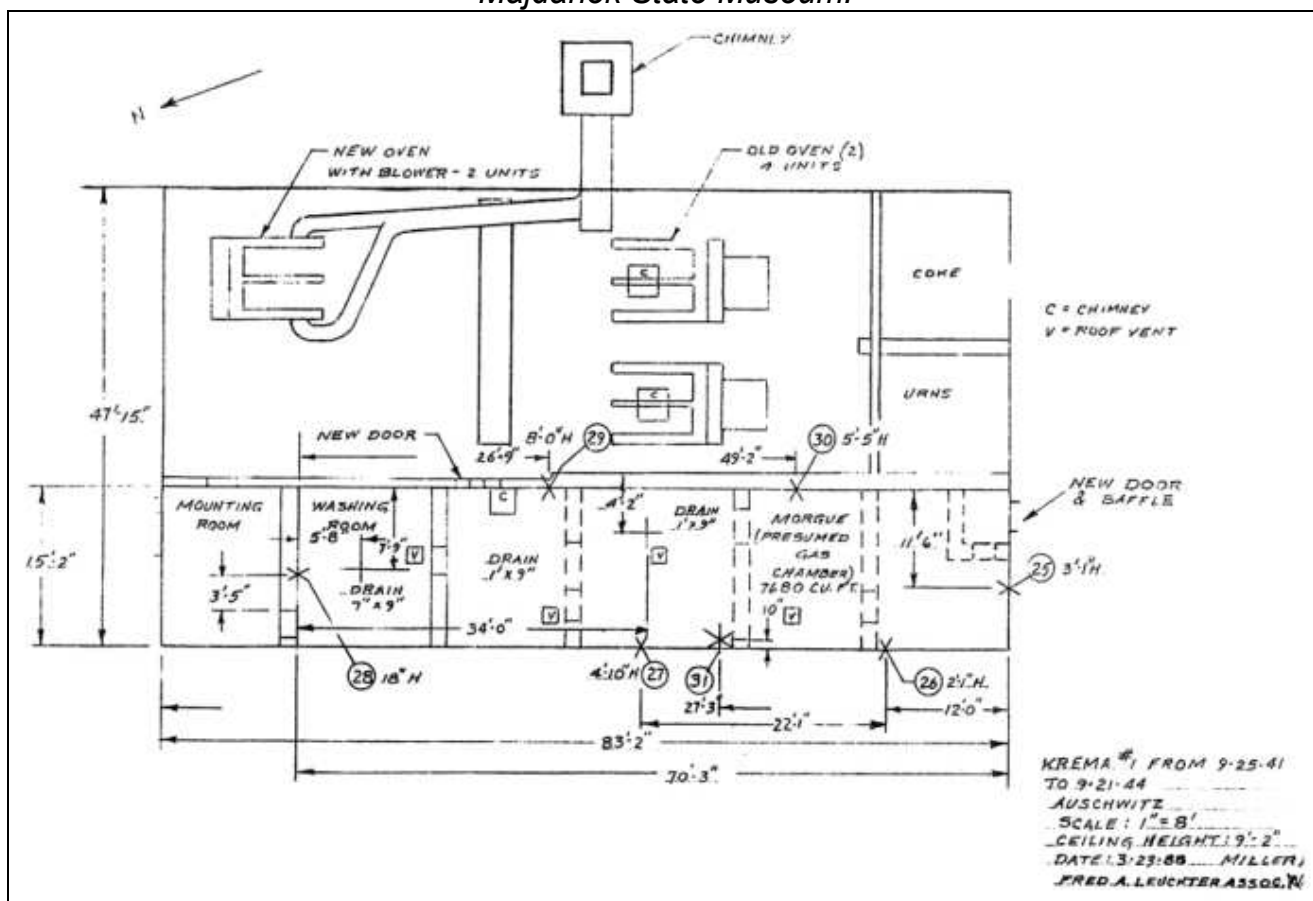 Majdanek State Museum.
CHIMNEY
N
NEW OVEN
WITH BLOWER - 2 UNITS
OLD OVEN (2)
4 UNITS
C
COKE
C = CHIMNEY
V = ROOF VENT
C
URNS
47'15"
NEW DOOR
26'9"
8'-0"H
29
49'-2"
30
5'-5"H
NEW DOOR
& BAFFLE
MOUNTING
ROOM
WASHING
ROOM
5'-8"
7'-9"
V
C
4'-2"
DRAIN
1'x9"
V
MORGUE
(PRESUMED
GAS
CHAMBER)
7680 CU. FT.
11'6"
25
3'1"H
15'-2"
3'-5"
DRAIN
7"x9"
DRAIN
1'x9"
V
10"
V
34'-0"
28
18"H
4'-10"H
27
31
26
2'-1"H.
27'-3"
22'-1"
12'-0"
83'-2"
70'-3"
KREMA #1 FROM 9-25-41
TO 9-21-44
AUSCHWITZ
SCALE: 1"=8'
CEILING HEIGHT: 9'-2"
DATE: 3-23-88 MILLER,
FRED.A. LEUCHTER ASSOC.